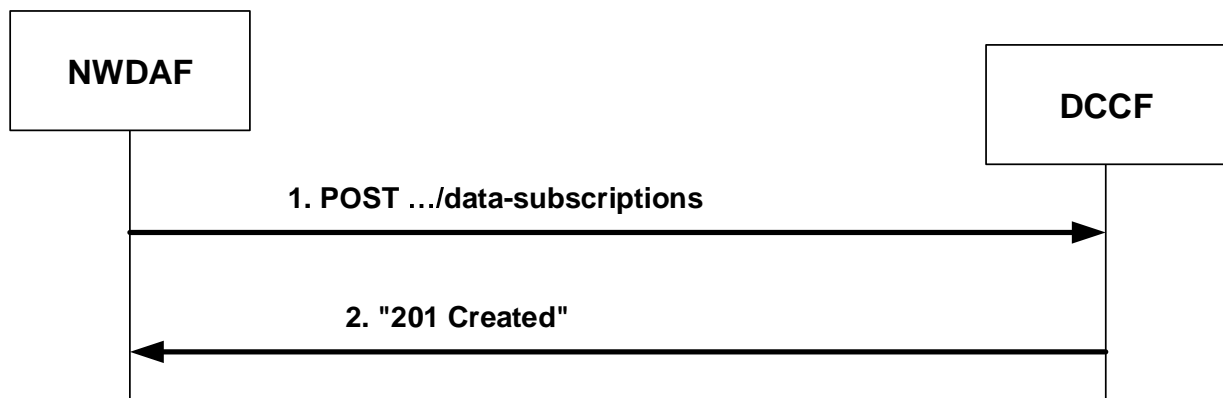 NWDAF
DCCF
1. POST …/data-subscriptions
2. "201 Created"